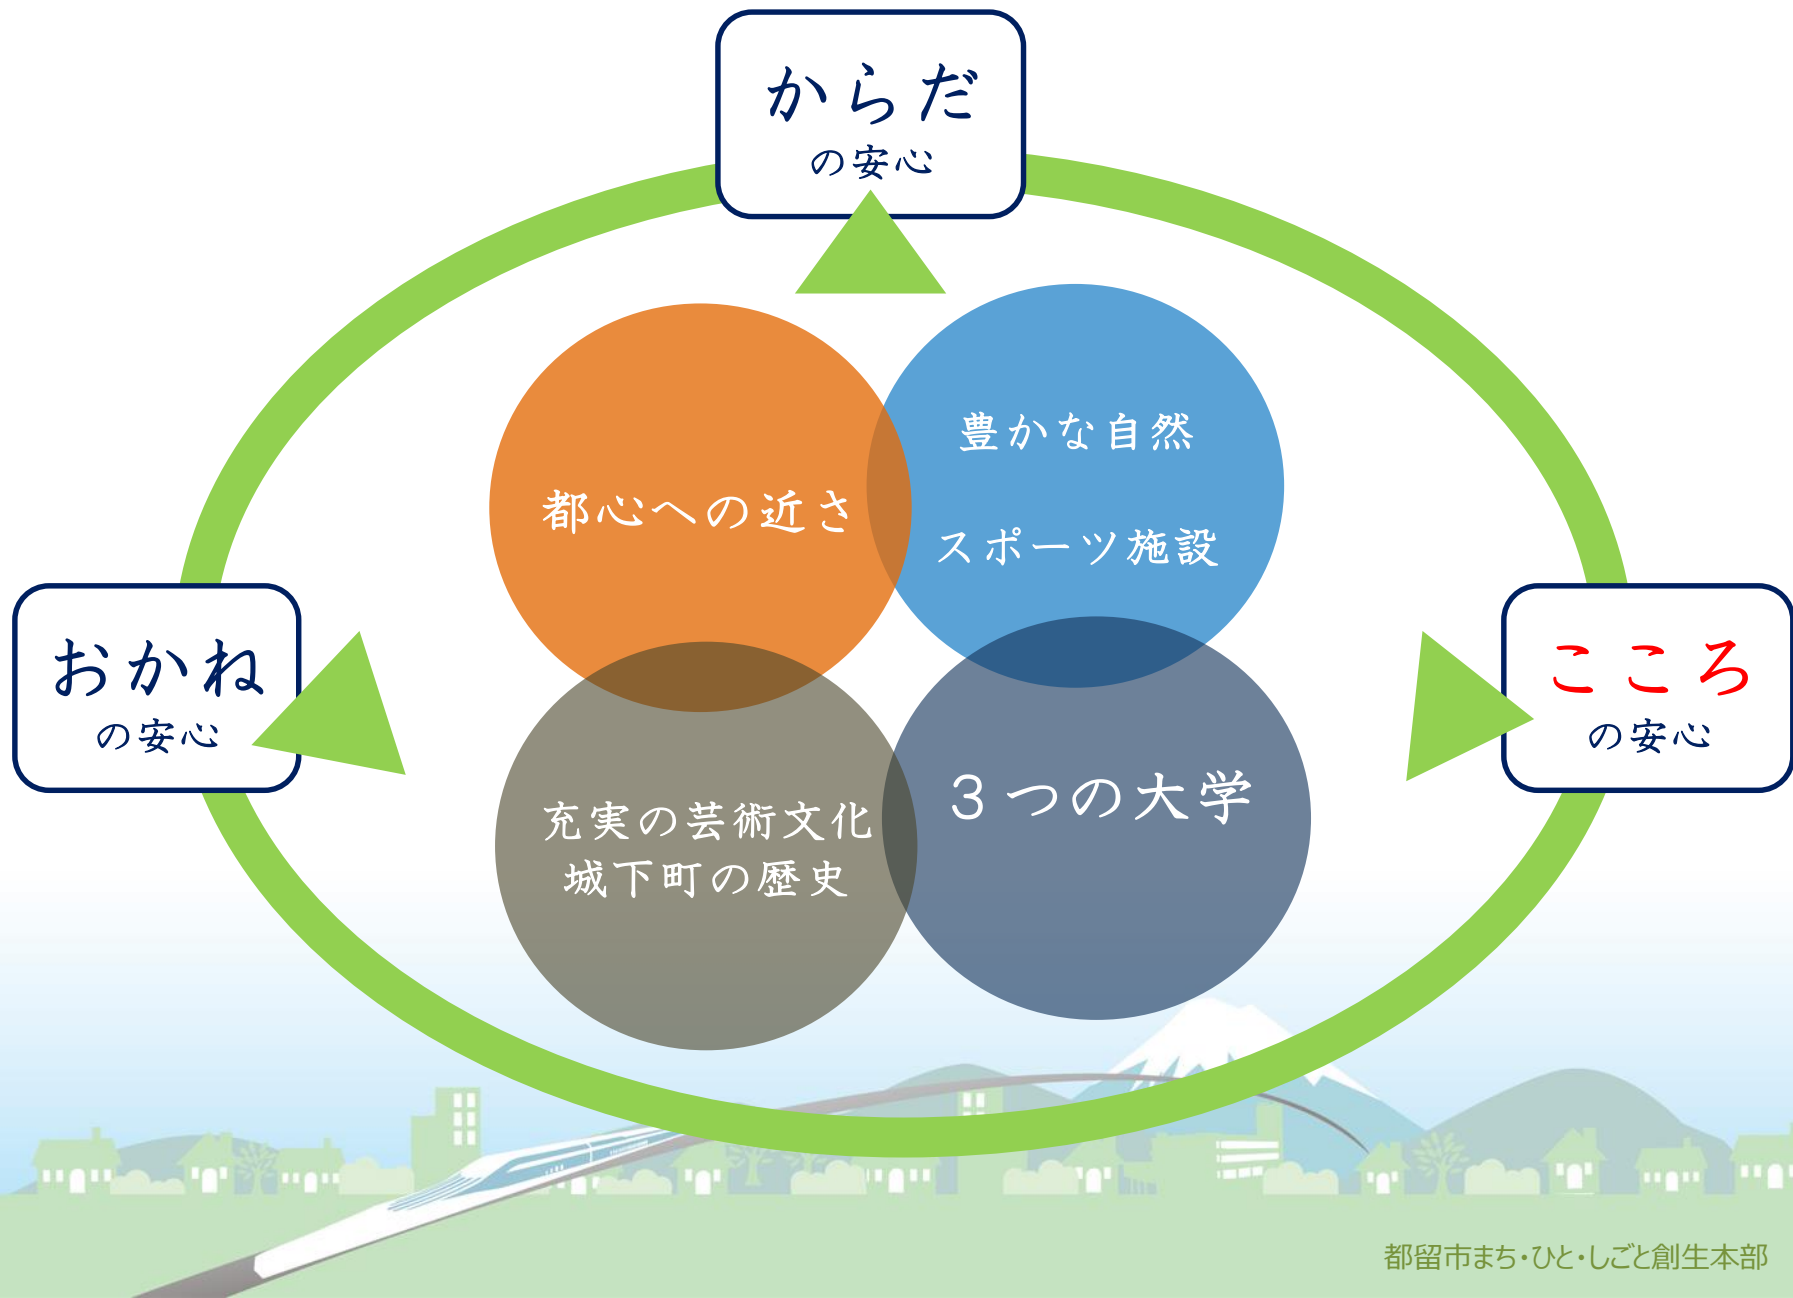 からだ
の安心
豊かな自然
都心への近さ
スポーツ施設
おかね
の安心
こころ
の安心
3つの大学
充実の芸術文化
城下町の歴史
都留市まち・ひと・しごと創生本部